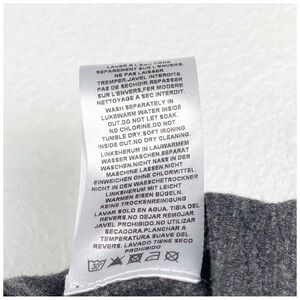 LAVER A L'EAU TIEDE
SEPAREMENT SUR L'ENVERS.
NE PAS LAISSER
TREMPER.JAVEL INTERDITE.
PAS DE SECHOIR.REPASSER
SUR L'ENVERS,FER MODERE
NETTOYAGE A SEC INTERDIT.
WASH SEPARATELY IN
LUKEWARM WATER INSIDE
OUT.DO NOT LET SOAK.
NO CHLORINE.DO NOT
TUMBLE DRY.SOFT IRONING
INSIDE OUT.NO DRY CLEANING.
LINKSHERUM IN LAUWARMEM
WASSER WASCHEN.SEPARAT
WASCHEN.NICHT NASS IN DER
MASCHINE LASSEN.NICHT
EINWEICHEN OHNE CHLORMITTEL
NICHT IN DEN WASCHETROCKNER
LINKSHERUM MIT LEICHT
WARMEM EISEN BÜGELN.
KEINE TROCKENREINIGUNG
LAVAR SOLO EN AGUA. TIBIA DEL
REVERS.NO DEJAR REMOJAR.
JAVEL PROHIBIDO.NO UTILIZAR
SECADORA.PLANCHAR A
TEMPERATURA SUAVE DEL
REVERS. LAVADO TIENE SECO
PROHIBIDO.